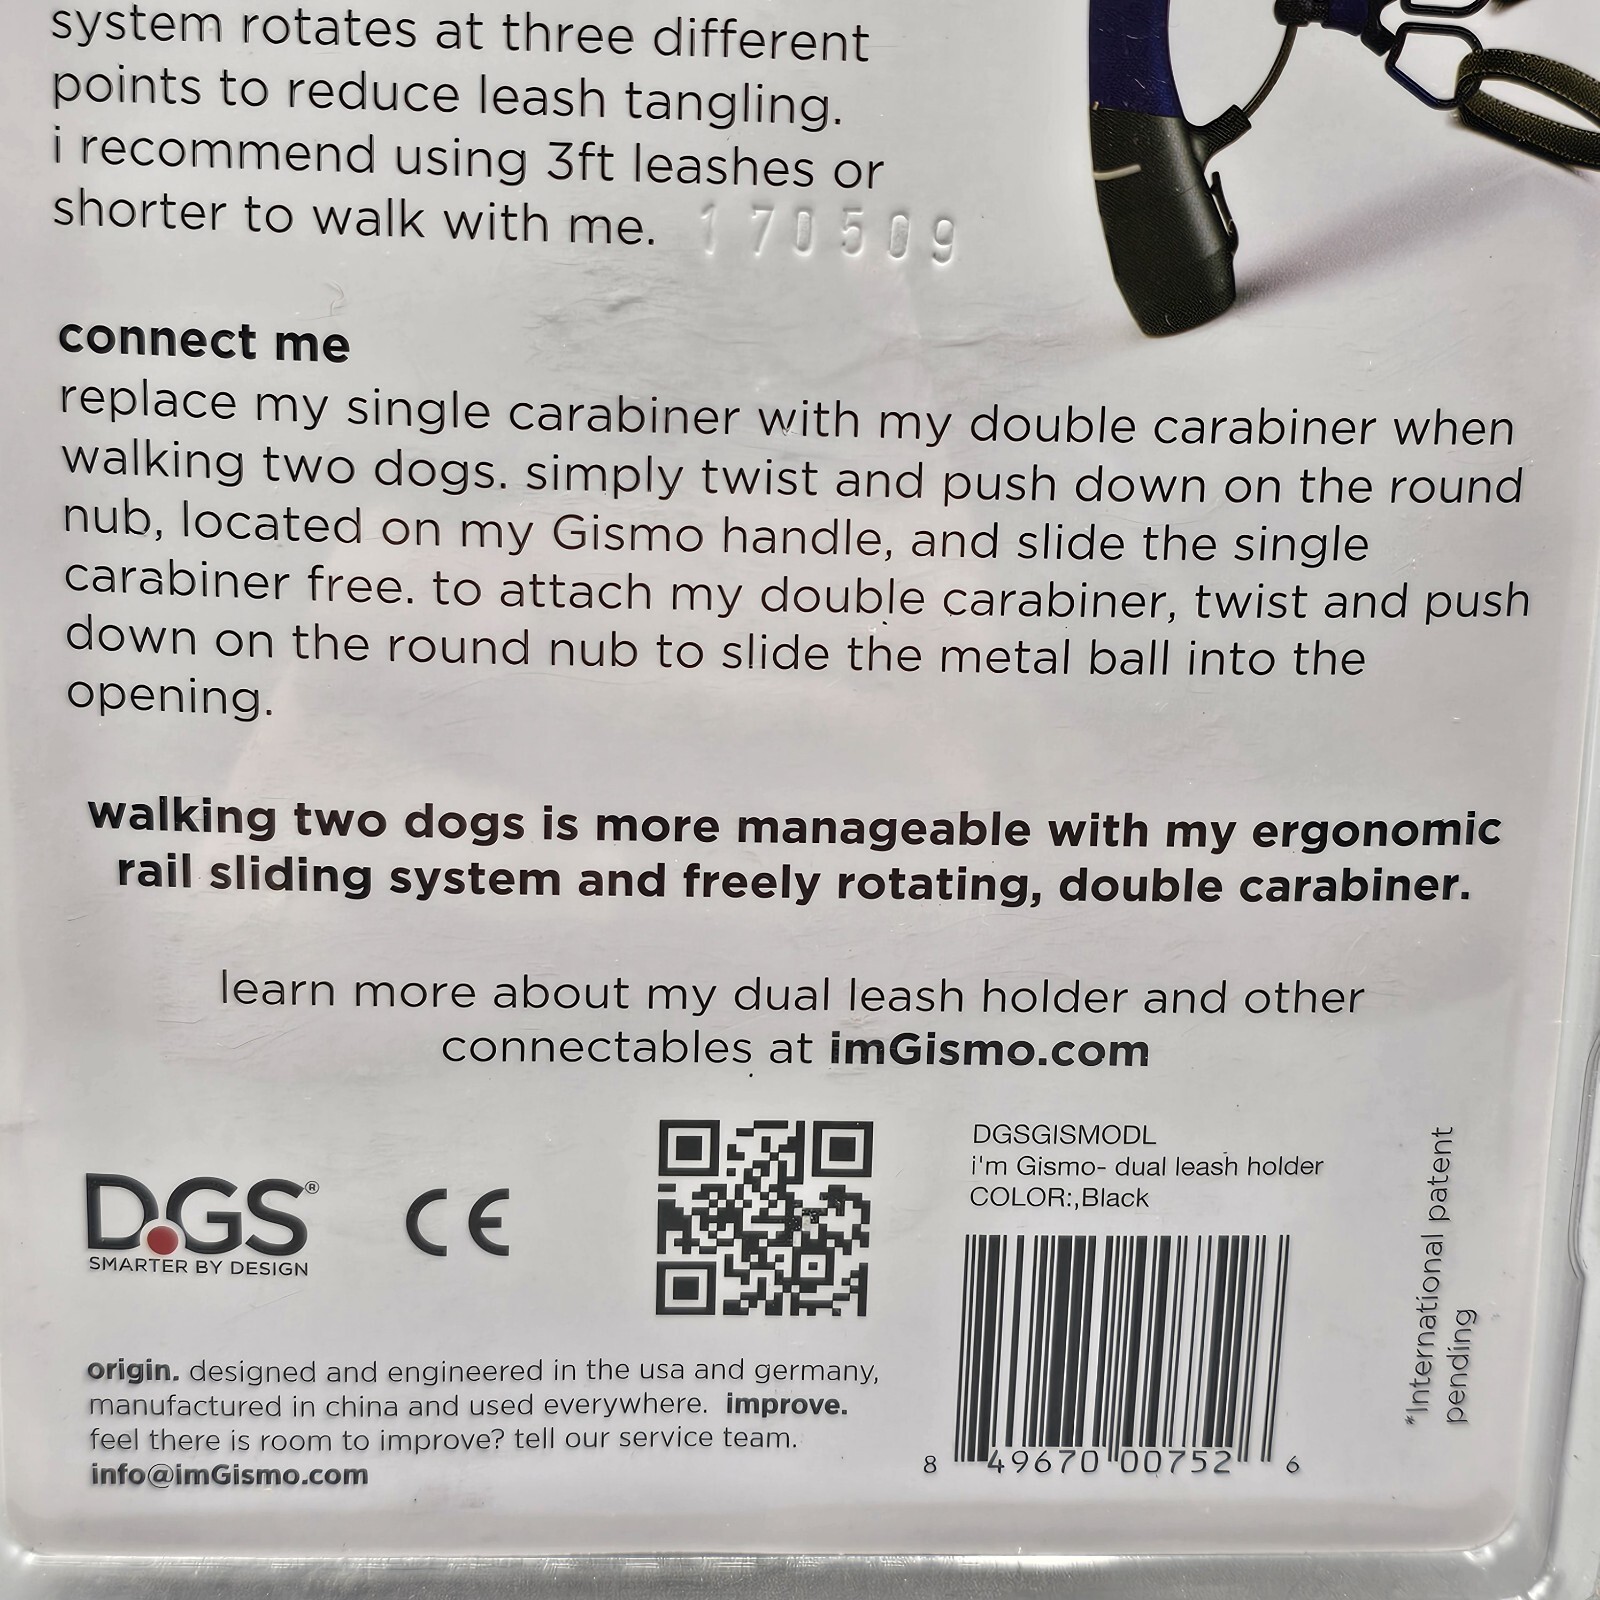 system rotates at three different
points to reduce leash tangling.
i recommend using 3ft leashes or
shorter to walk with me.
170509
connect me
replace my single carabiner with my double carabiner when
walking two dogs. simply twist and push down on the round
nub, located on my Gismo handle, and slide the single
carabiner free. to attach my double carabiner, twist and push
down on the round nub to slide the metal ball into the
opening.
walking two dogs is more manageable with my ergonomic
rail sliding system and freely rotating, double carabiner.
learn more about my dual leash holder and other
connectables at imGismo.com
DGS®
SMARTER BY DESIGN
CE
DGSGISMODL
i'm Gismo- dual leash holder
COLOR:,Black
8 49670 00752 6
*International patent
pending
origin. designed and engineered in the usa and germany,
manufactured in china and used everywhere. improve.
feel there is room to improve? tell our service team.
info@imGismo.com